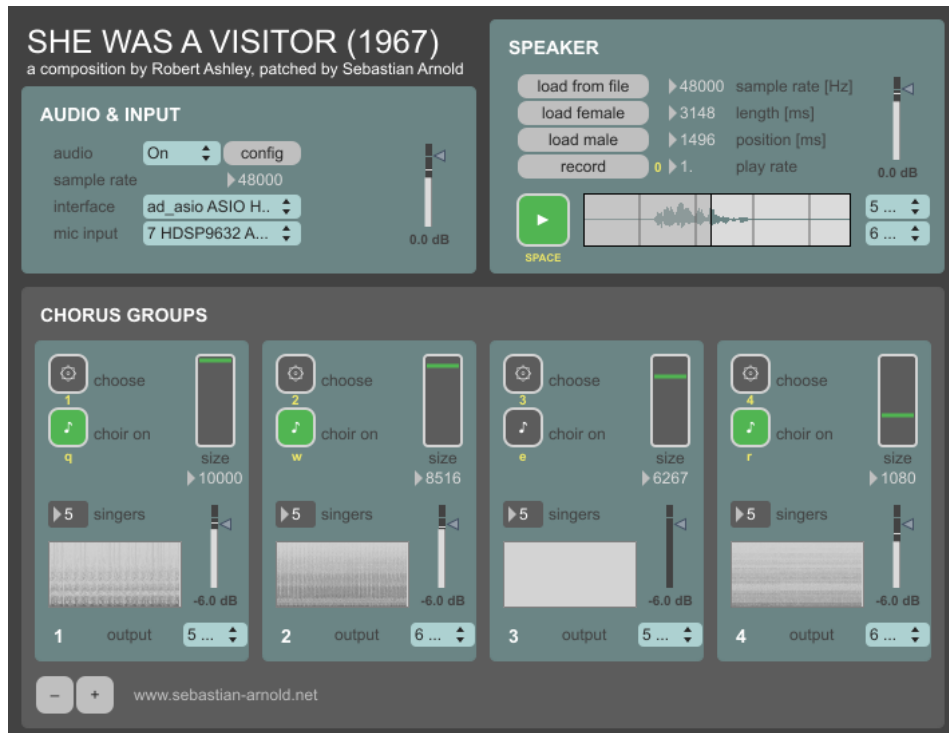 SHE WAS A VISITOR (1967)
a composition by Robert Ashley, patched by Sebastian Arnold
AUDIO & INPUT
audio On config
sample rate 48000
interface ad_asio ASIO H..
mic input 7 HDSP9632 A...
0.0 dB
SPEAKER
load from file 48000 sample rate [Hz]
load female 3148 length [ms]
load male 1496 position [ms]
record 0 1. play rate
0.0 dB
5 ...
6 ...
SPACE
CHORUS GROUPS
choose
1
choir on
q
size
10000
5 singers
-6.0 dB
1 output 5 ...
choose
2
choir on
w
size
8516
5 singers
-6.0 dB
2 output 6 ...
choose
3
choir on
e
size
6267
5 singers
-6.0 dB
3 output 5 ...
choose
4
choir on
r
size
1080
5 singers
-6.0 dB
4 output 6 ...
– + www.sebastian-arnold.net